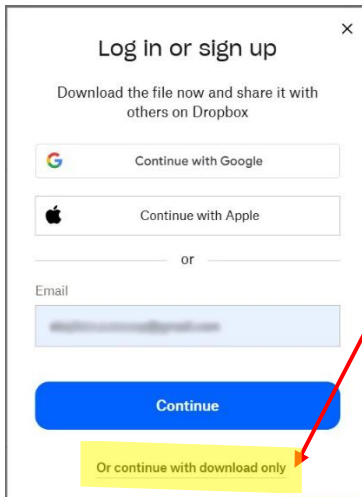 Log in or sign up
Download the file now and share it with
others on Dropbox
Continue with Google
Continue with Apple
or
Email
Continue
Or continue with download only